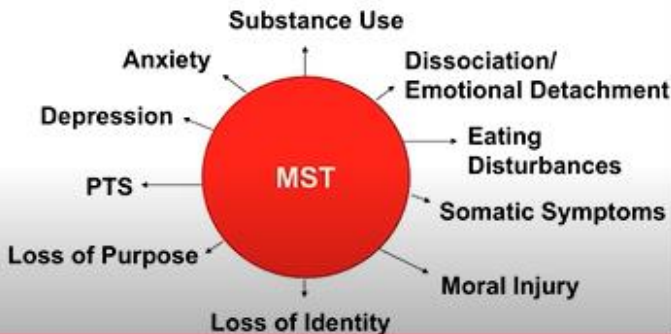 Substance Use
Anxiety
Dissociation/
Emotional Detachment
Depression
Eating
Disturbances
MST
PTS
Somatic Symptoms
Loss of Purpose
Moral Injury
Loss of Identity